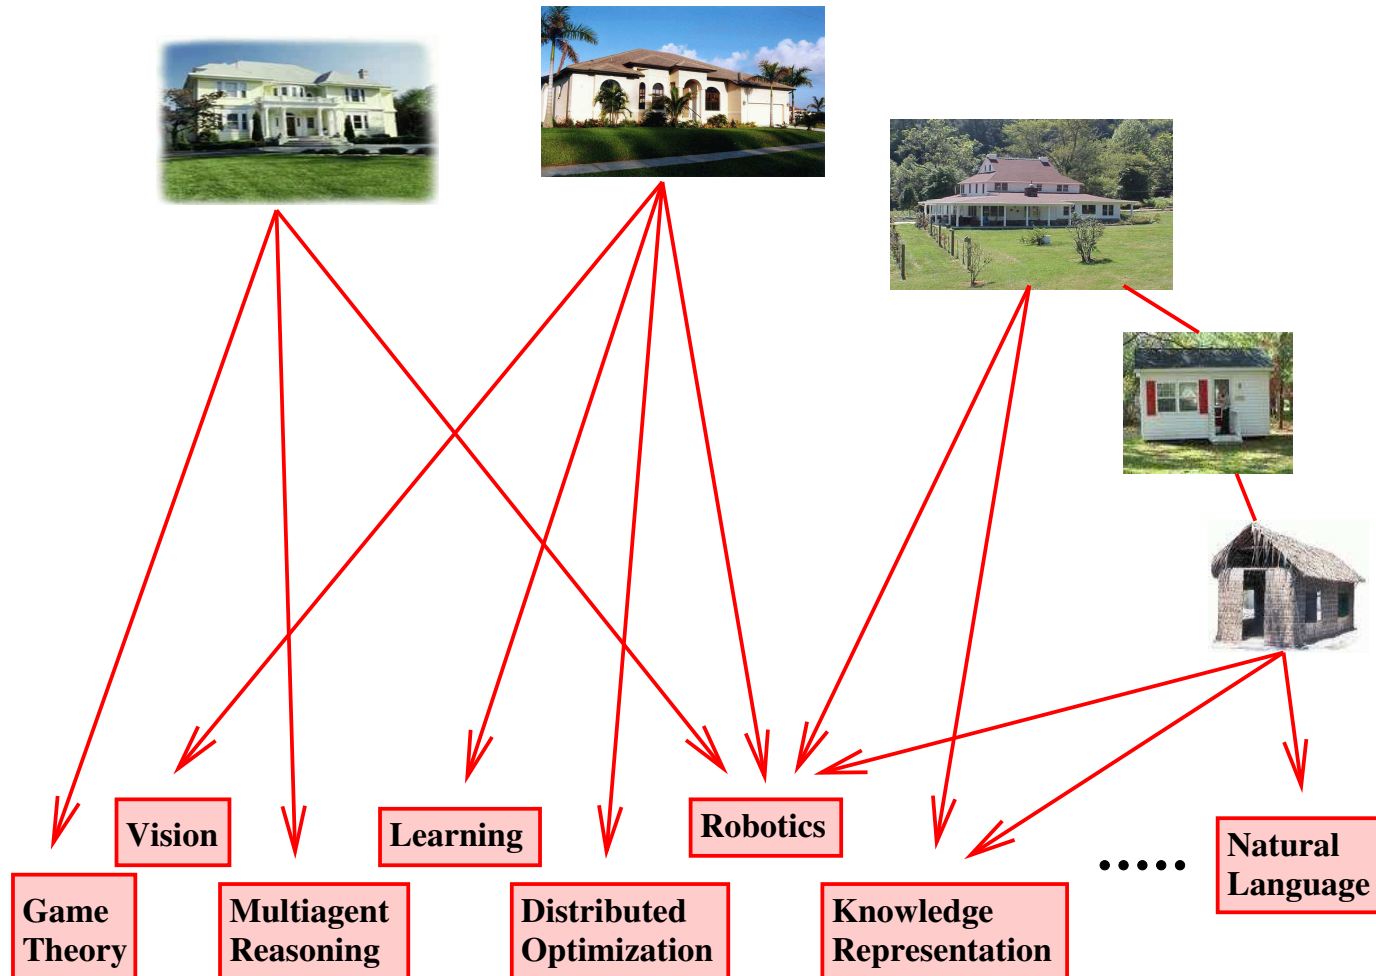 Vision
Learning
Robotics
Natural
Language
Game
Theory
Multiagent
Reasoning
Distributed
Optimization
Knowledge
Representation